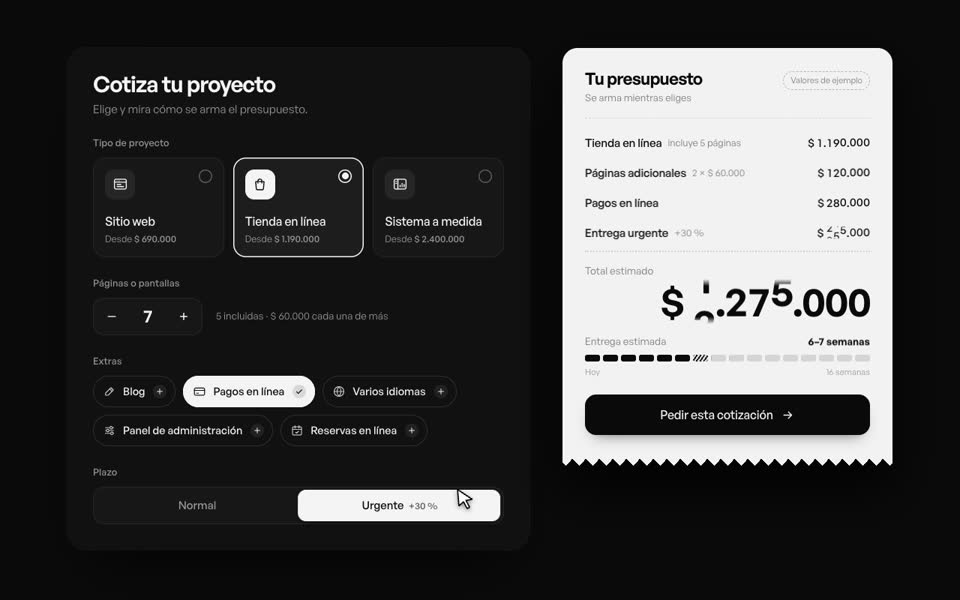 Cotiza tu proyecto
Elige y mira cómo se arma el presupuesto.
Tipo de proyecto
Sitio web
Desde $ 690.000
Tienda en línea
Desde $ 1.190.000
Sistema a medida
Desde $ 2.400.000
Páginas o pantallas
− 7 +
5 incluidas · $ 60.000 cada una de más
Extras
Blog +
Pagos en línea
Varios idiomas +
Panel de administración +
Reservas en línea +
Plazo
Normal
Urgente +30 %
Tu presupuesto
Valores de ejemplo
Se arma mientras eliges
Tienda en línea incluye 5 páginas $ 1.190.000
Páginas adicionales 2 × $ 60.000 $ 120.000
Pagos en línea $ 280.000
Entrega urgente +30 %
Total estimado
Entrega estimada 6–7 semanas
Hoy 16 semanas
Pedir esta cotización →